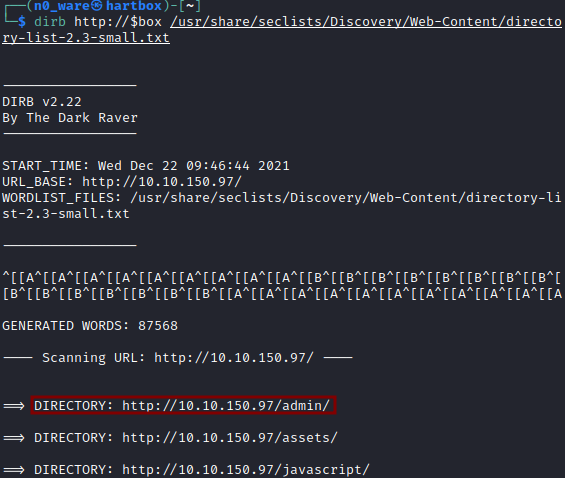 ┌──(n0_ware㉿hartbox)-[~]
└─$ dirb http://$box /usr/share/seclists/Discovery/Web-Content/directo
ry-list-2.3-small.txt
-----------------
DIRB v2.22
By The Dark Raver
-----------------
START_TIME: Wed Dec 22 09:46:44 2021
URL_BASE: http://10.10.150.97/
WORDLIST_FILES: /usr/share/seclists/Discovery/Web-Content/directory-li
st-2.3-small.txt
-----------------
^[[A^[[A^[[A^[[A^[[A^[[A^[[A^[[A^[[A^[[A^[[B^[[B^[[B^[[B^[[B^[[B^[[B^[[B^[
[B^[[B^[[B^[[B^[[B^[[B^[[B^[[A^[[A^[[A^[[A^[[A^[[A^[[A^[[A^[[A^[[A^[[A^[[A
GENERATED WORDS: 87568
---- Scanning URL: http://10.10.150.97/ ----
==> DIRECTORY: http://10.10.150.97/admin/
==> DIRECTORY: http://10.10.150.97/assets/
==> DIRECTORY: http://10.10.150.97/javascript/